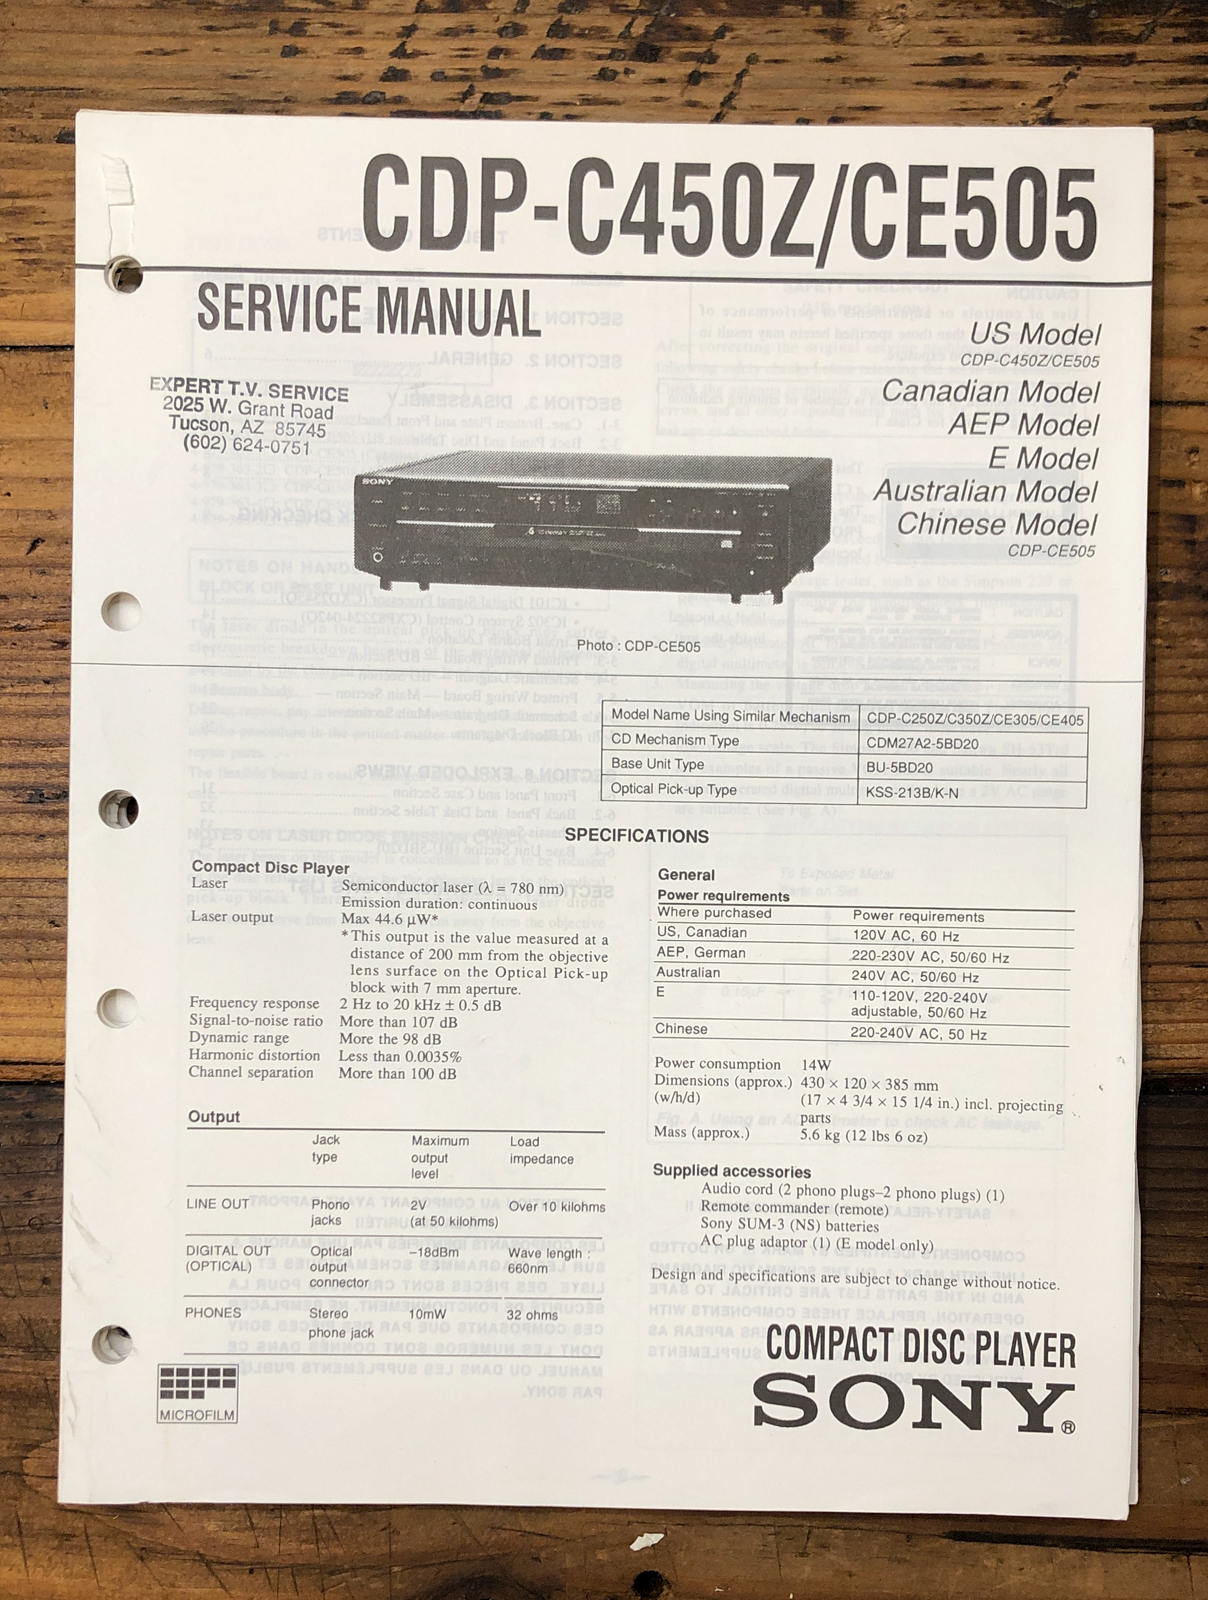 CDP-C450Z/CE505
SERVICE MANUAL
EXPERT T.V. SERVICE
2025 W. Grant Road
Tucson, AZ 85745
(602) 624-0751
US Model
CDP-C450Z/CE505
Canadian Model
AEP Model
E Model
Australian Model
Chinese Model
CDP-CE505
SONY
Photo : CDP-CE505
Model Name Using Similar Mechanism CDP-C250Z/C350Z/CE305/CE405
CD Mechanism Type CDM27A2-5BD20
Base Unit Type BU-5BD20
Optical Pick-up Type KSS-213B/K-N
SPECIFICATIONS
Compact Disc Player
Laser Semiconductor laser (λ = 780 nm)
Emission duration: continuous
Laser output Max 44.6 µW*
*This output is the value measured at a
distance of 200 mm from the objective
lens surface on the Optical Pick-up
block with 7 mm aperture.
Frequency response 2 Hz to 20 kHz ± 0.5 dB
Signal-to-noise ratio More than 107 dB
Dynamic range More the 98 dB
Harmonic distortion Less than 0.0035%
Channel separation More than 100 dB
Output
Jack Maximum Load
type output impedance
level
LINE OUT Phono 2V Over 10 kilohms
jacks (at 50 kilohms)
DIGITAL OUT Optical –18dBm Wave length :
(OPTICAL) output 660nm
connector
PHONES Stereo 10mW 32 ohms
phone jack
MICROFILM
General
Power requirements
Where purchased Power requirements
US, Canadian 120V AC, 60 Hz
AEP, German 220-230V AC, 50/60 Hz
Australian 240V AC, 50/60 Hz
E 110-120V, 220-240V
adjustable, 50/60 Hz
Chinese 220-240V AC, 50 Hz
Power consumption 14W
Dimensions (approx.) 430 × 120 × 385 mm
(w/h/d) (17 × 4 3/4 × 15 1/4 in.) incl. projecting
parts
Mass (approx.) 5,6 kg (12 lbs 6 oz)
Supplied accessories
Audio cord (2 phono plugs–2 phono plugs) (1)
Remote commander (remote)
Sony SUM-3 (NS) batteries
AC plug adaptor (1) (E model only)
Design and specifications are subject to change without notice.
COMPACT DISC PLAYER
SONY®